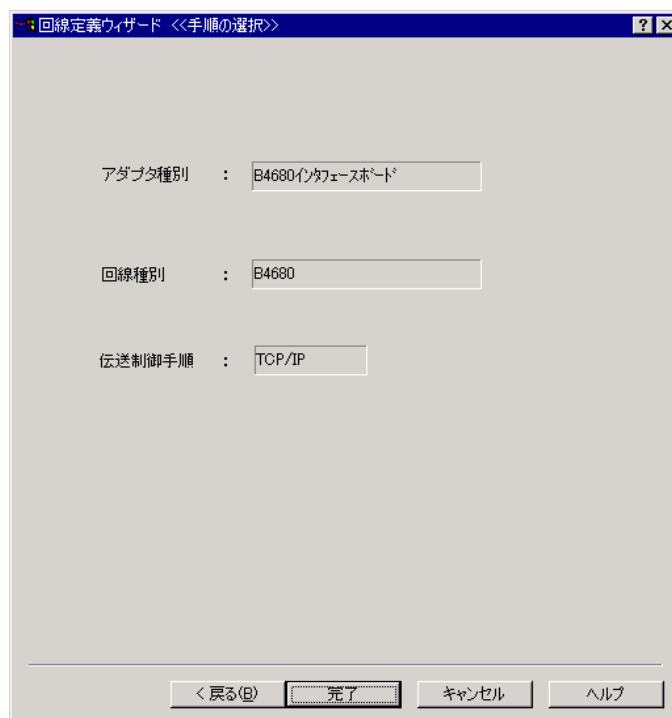 回線定義ウィザード <<手順の選択>>
アダプタ種別 : B4680ｲﾝﾀﾌｪｰｽﾎﾞｰﾄﾞ
回線種別 : B4680
伝送制御手順 : TCP/IP
< 戻る(B) 完了 キャンセル ヘルプ